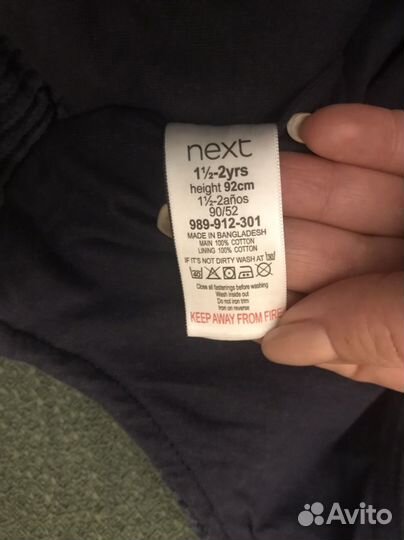 next
1½-2yrs
height 92cm
1½-2años
90/52
989-912-301
MADE IN BANGLADESH
MAIN 100% COTTON
LINING 100% COTTON
IF IT'S NOT DIRTY WASH AT 30
40
Close all fastenings before washing
Wash inside out
Do not iron trim
Iron on reverse
KEEP AWAY FROM FIRE
Avito